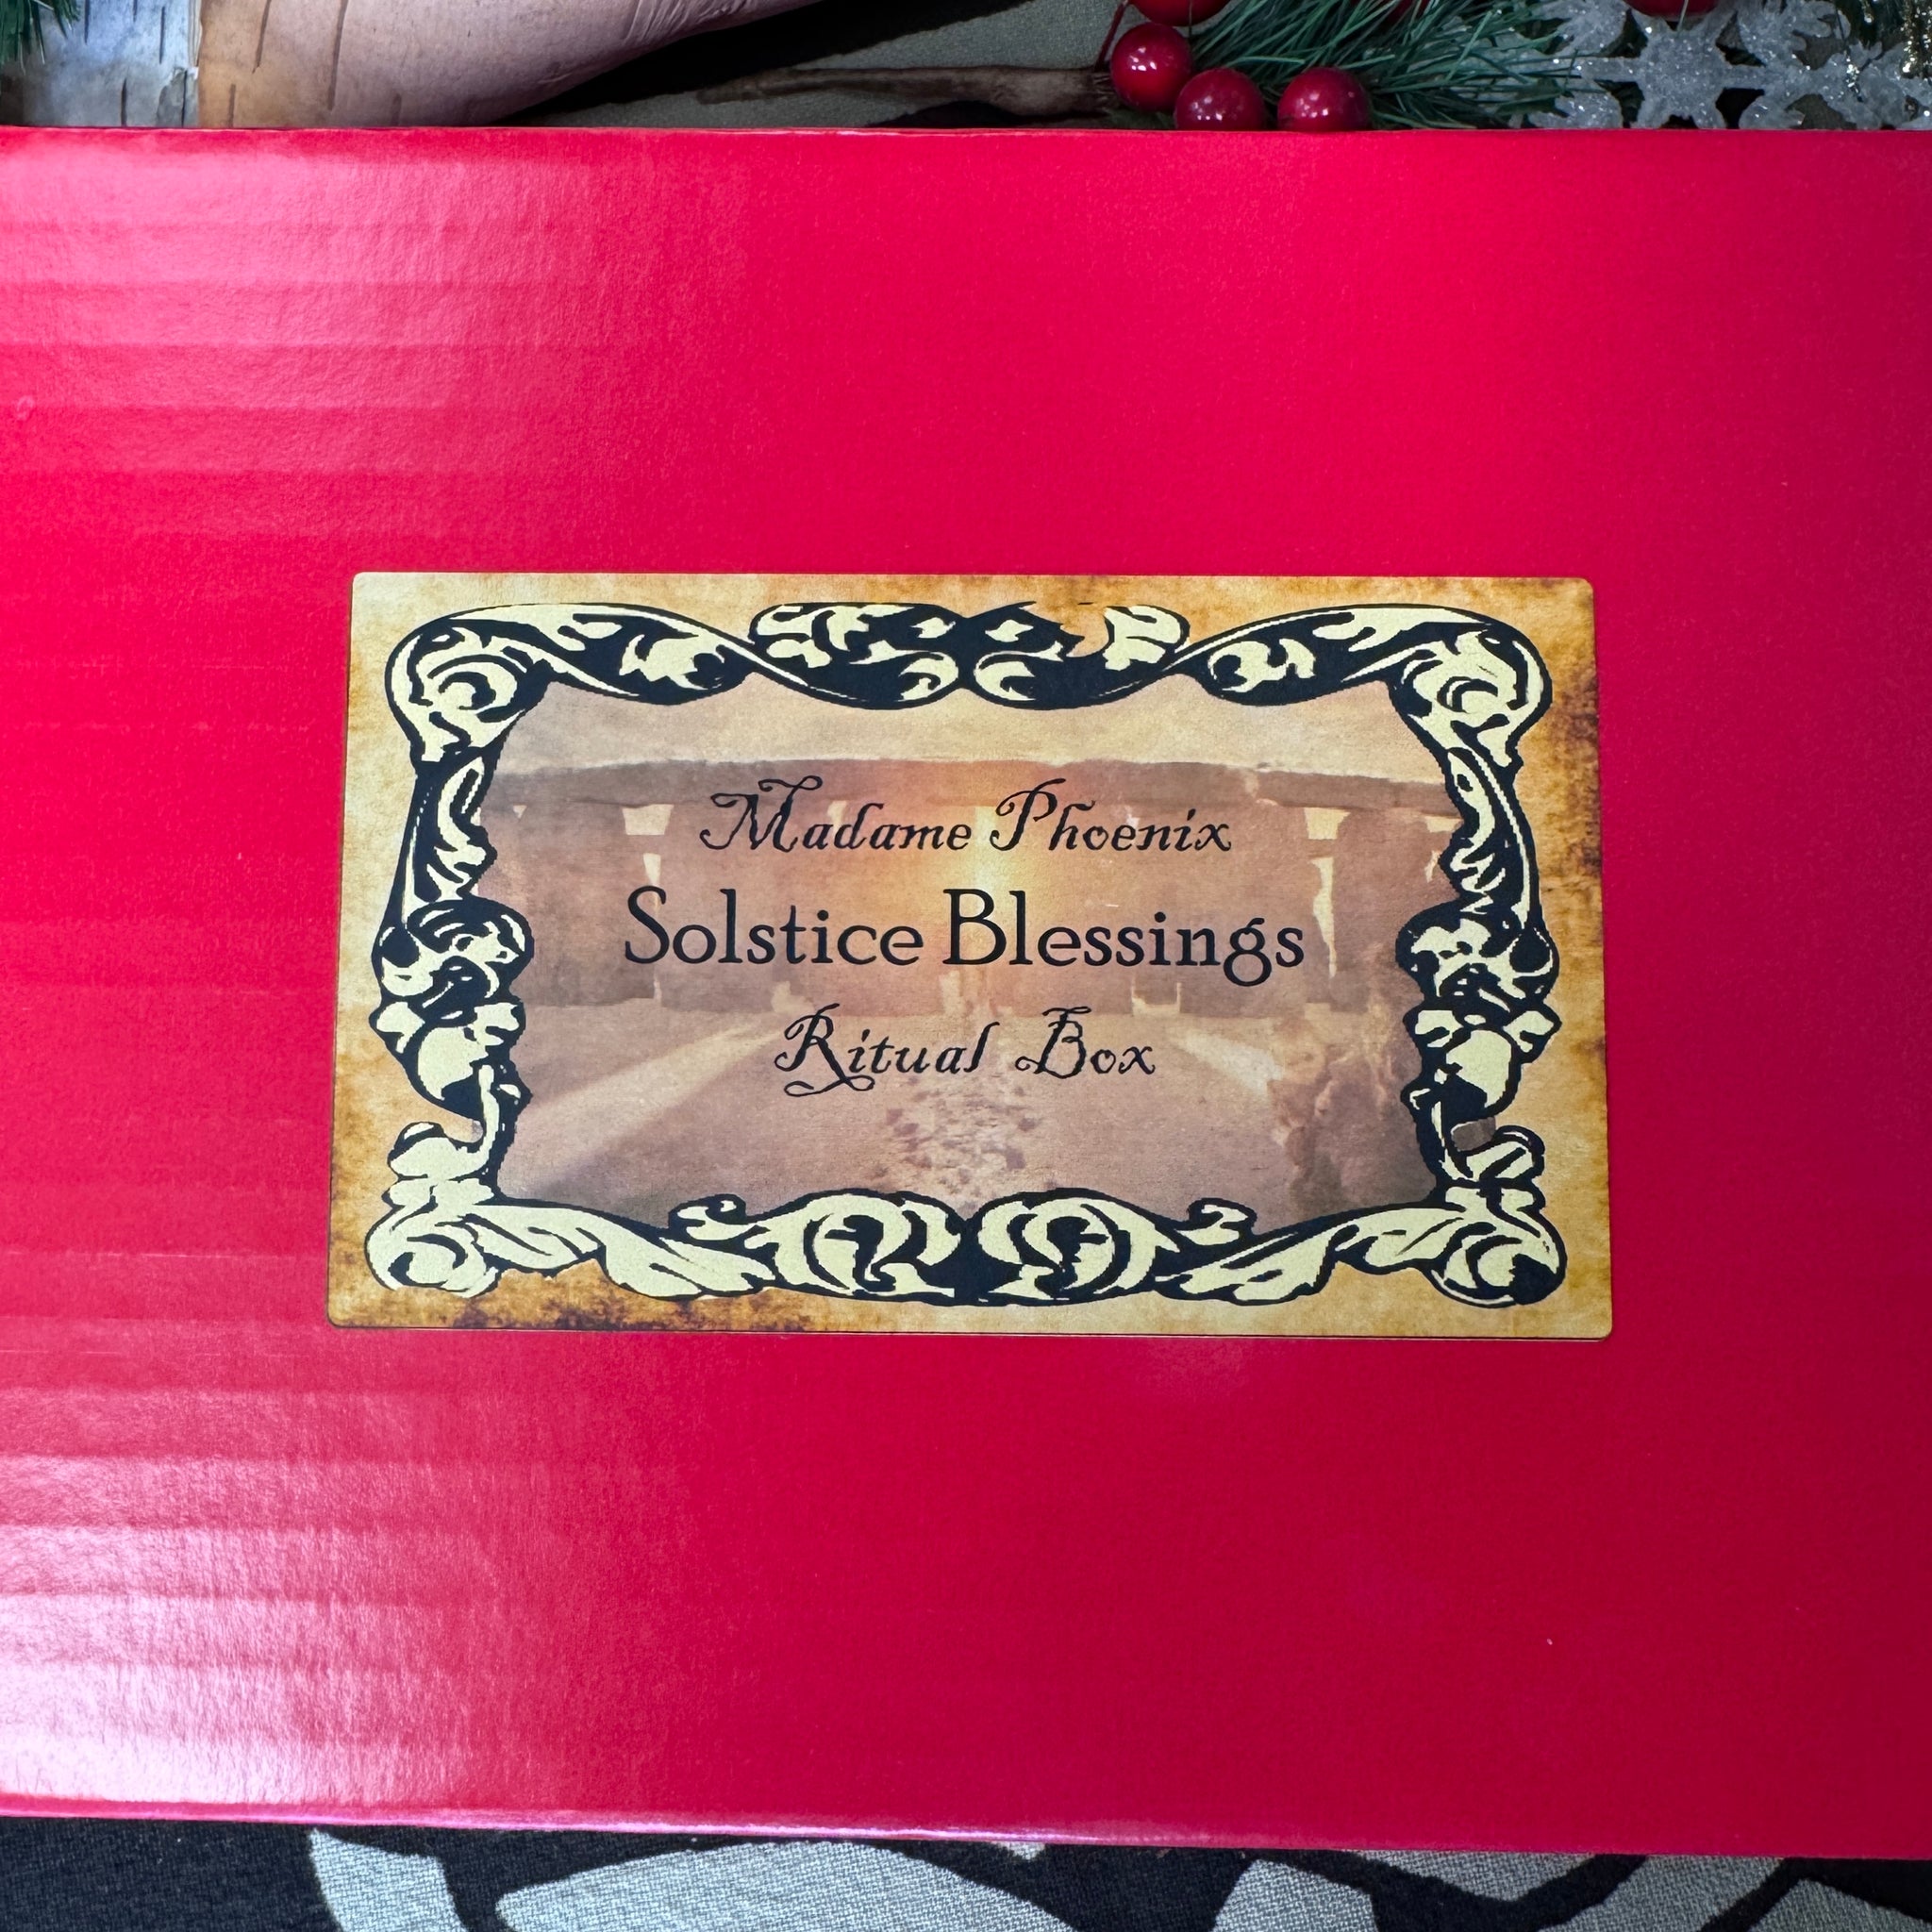 Madame Phoenix
Solstice Blessings
Ritual Box